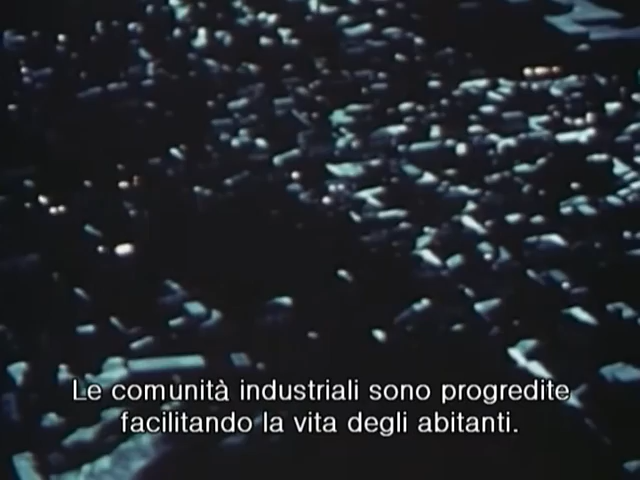 Le comunità industriali sono progredite
facilitando la vita degli abitanti.